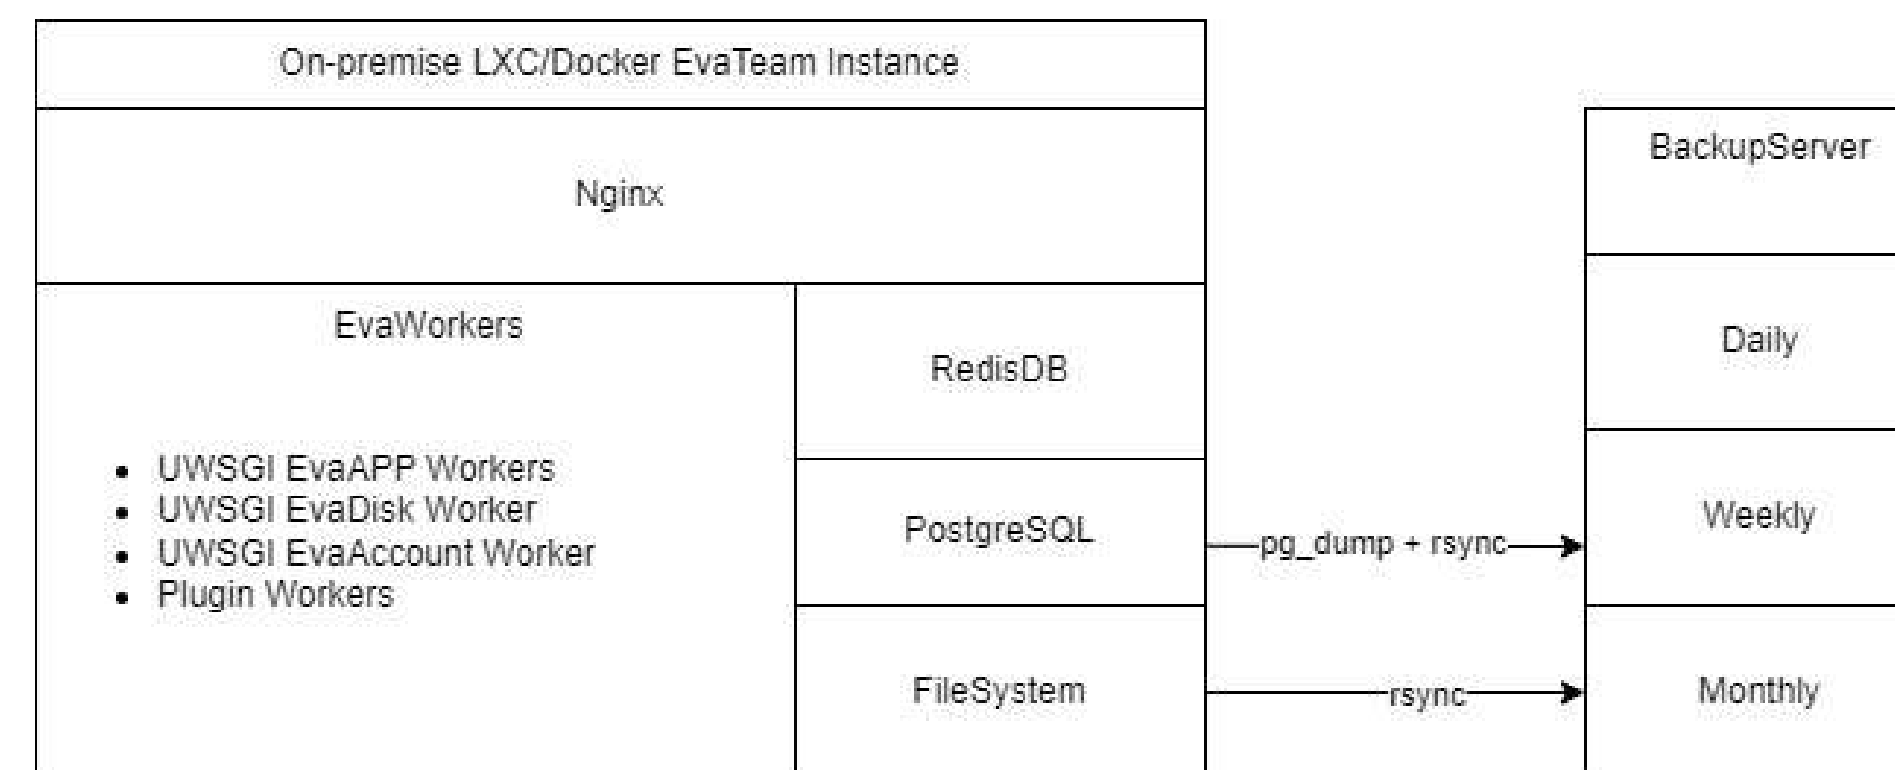 On-premise LXC/Docker EvaTeam Instance
Nginx
EvaWorkers
• UWSGI EvaAPP Workers
• UWSGI EvaDisk Worker
• UWSGI EvaAccount Worker
• Plugin Workers
RedisDB
PostgreSQL
FileSystem
pg_dump + rsync
rsync
BackupServer
Daily
Weekly
Monthly